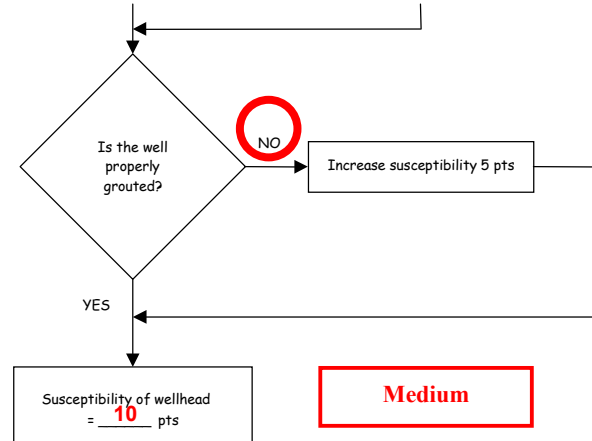 NO
Is the well
properly
grouted?
Increase susceptibility 5 pts
YES
Susceptibility of wellhead
= 10 pts
Medium